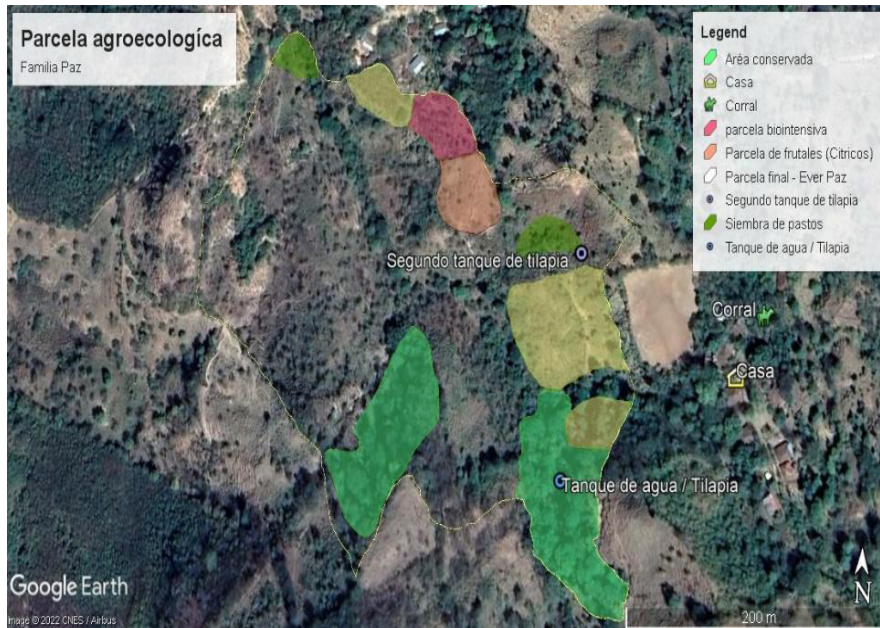 Parcela agroecologíca
Familia Paz
Legend
Aréa conservada
Casa
Corral
parcela biointensiva
Parcela de frutales (Citricos)
Parcela final - Ever Paz
Segundo tanque de tilapia
Siembra de pastos
Tanque de agua / Tilapia
Segundo tanque de tilapia
Corral
Casa
Tanque de agua / Tilapia
Google Earth
Image © 2022 CNES / Airbus
N
200 m